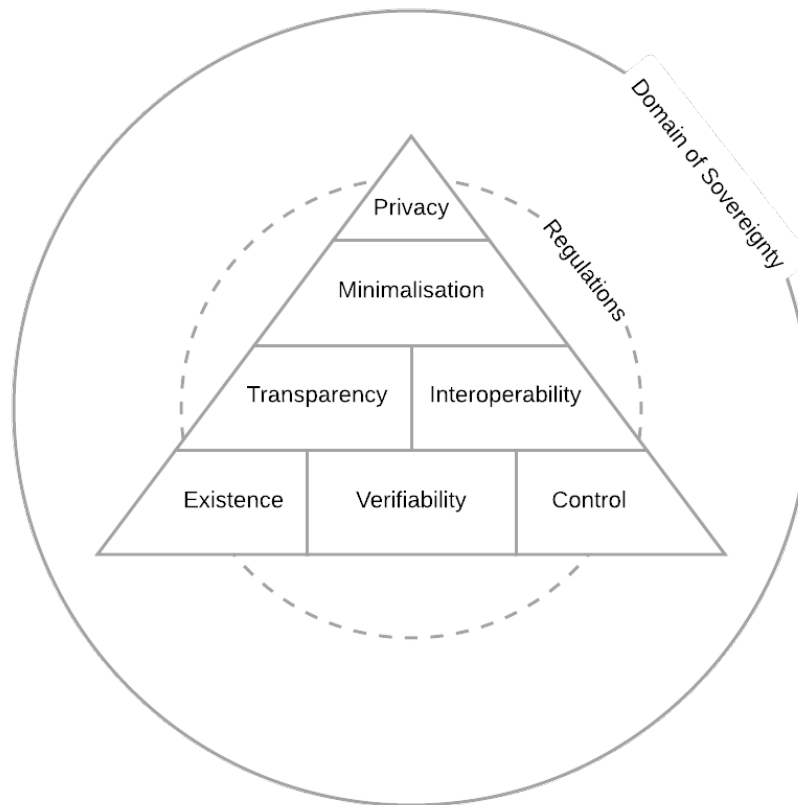 Domain of Sovereignty
Privacy
Regulations
Minimalisation
Transparency
Interoperability
Existence
Verifiability
Control